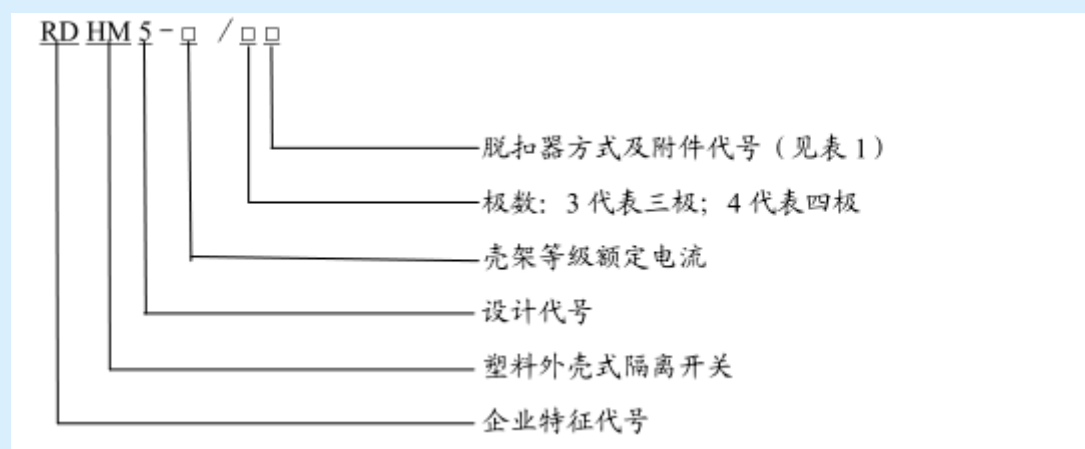 RD HM 5-□ /□□
脱扣器方式及附件代号（见表 1）
极数：3 代表三极；4 代表四极
壳架等级额定电流
设计代号
塑料外壳式隔离开关
企业特征代号